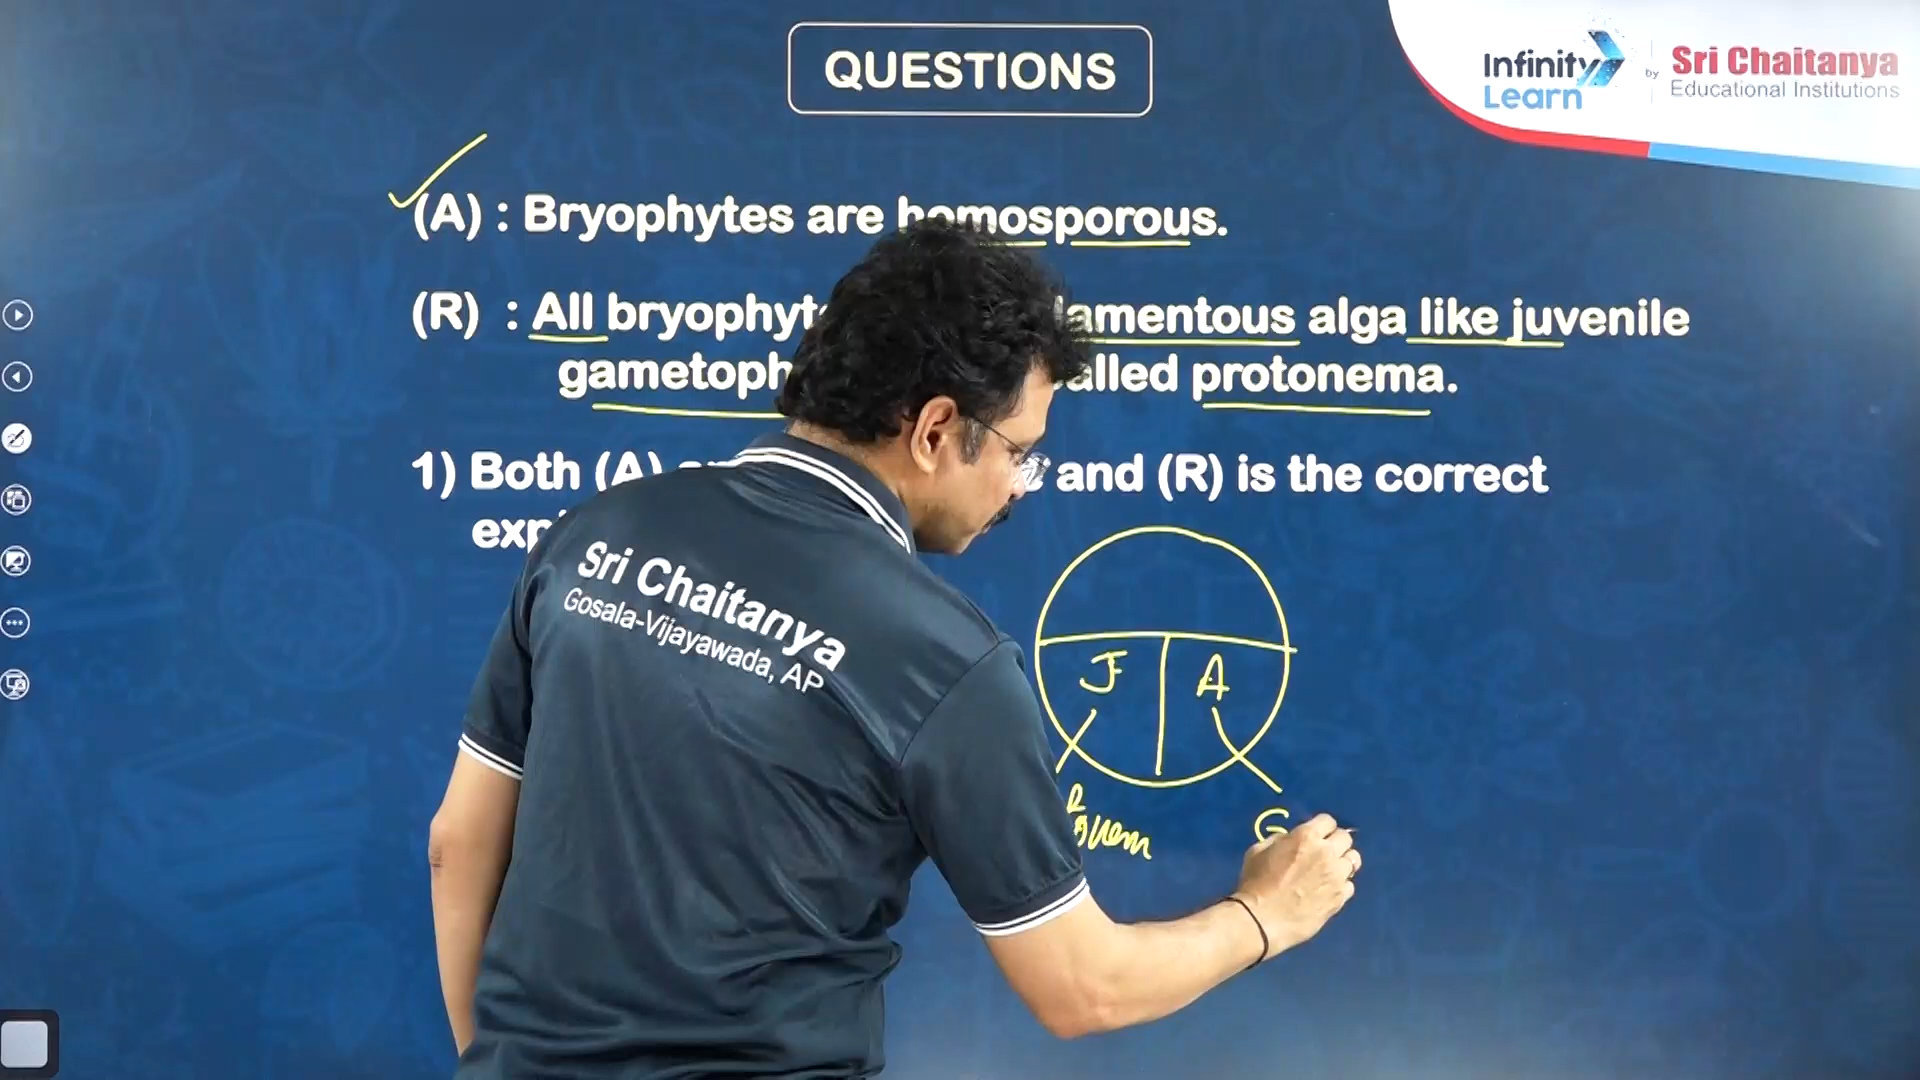 QUESTIONS
Infinity Learn
by
Sri Chaitanya
Educational Institutions
(A) : Bryophytes are homosporous.
(R) : All bryophyt amentous alga like juvenile
gametoph alled protonema.
1) Both (A) and (R) is the correct
exp
Sri Chaitanya
Gosala-Vijayawada, AP
J A
G